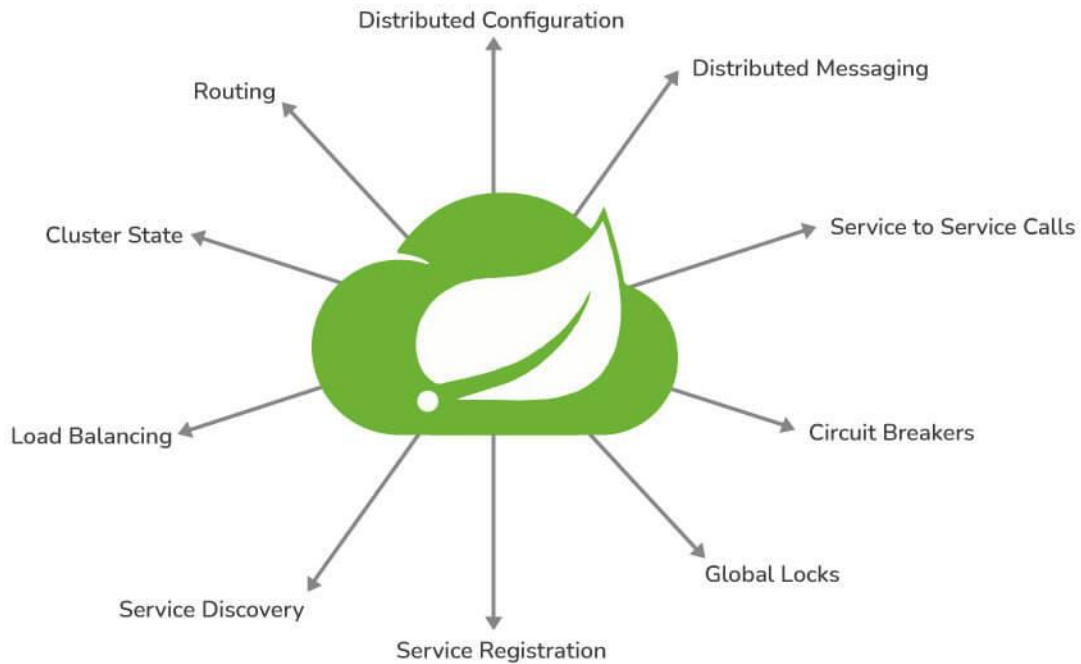 Distributed Configuration
Distributed Messaging
Routing
Service to Service Calls
Cluster State
Circuit Breakers
Load Balancing
Global Locks
Service Discovery
Service Registration